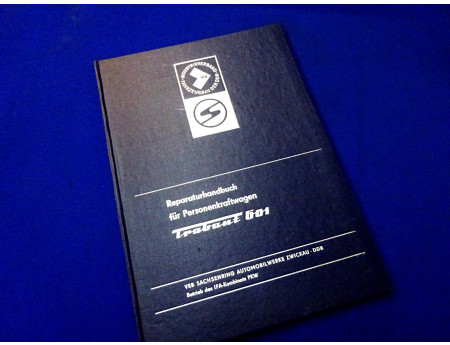 Reparaturhandbuch
für Personenkraftwagen
Trabant 601
VEB SACHSENRING AUTOMOBILWERKE ZWICKAU · DDR
Betrieb des IFA-Kombinats PKW